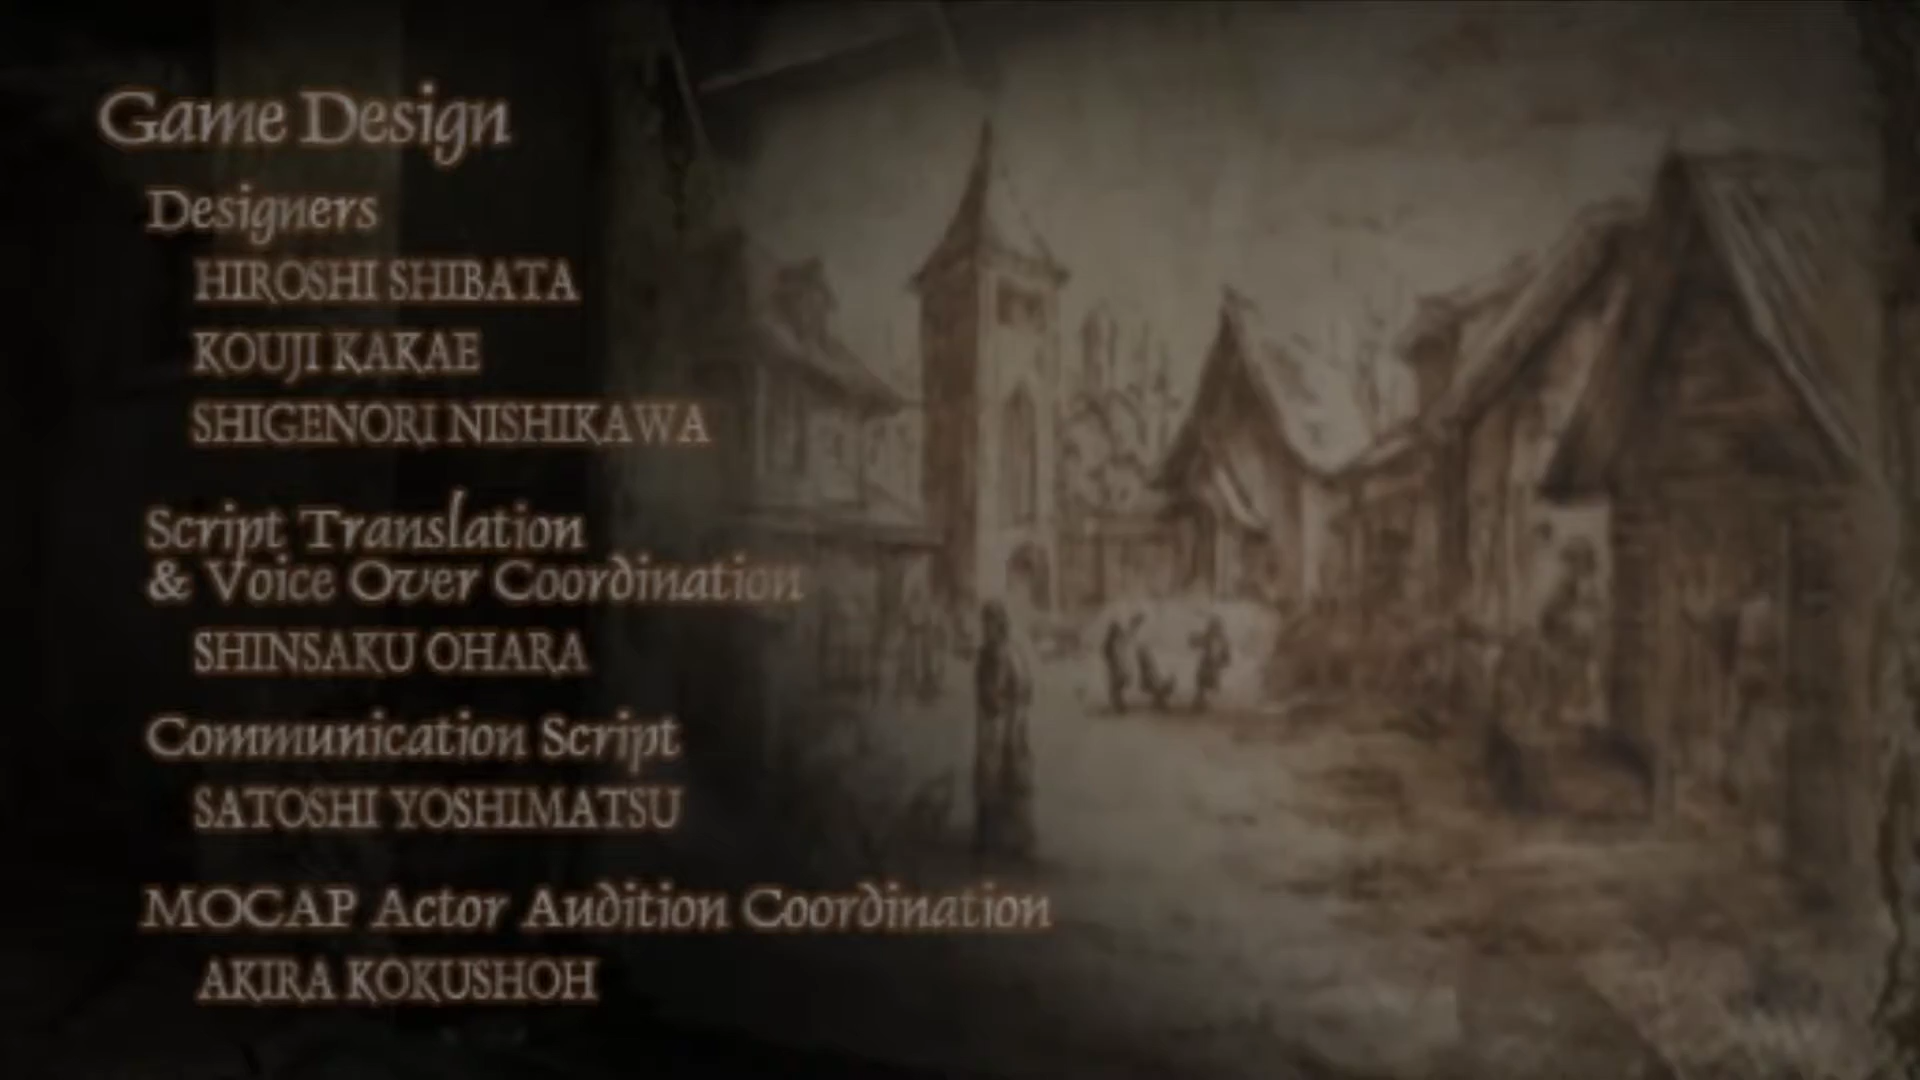 Game Design
Designers
HIROSHI SHIBATA
KOUJI KAKAE
SHIGENORI NISHIKAWA
Script Translation
& Voice Over Coordination
SHINSAKU OHARA
Communication Script
SATOSHI YOSHIMATSU
MOCAP Actor Audition Coordination
AKIRA KOKUSHOH